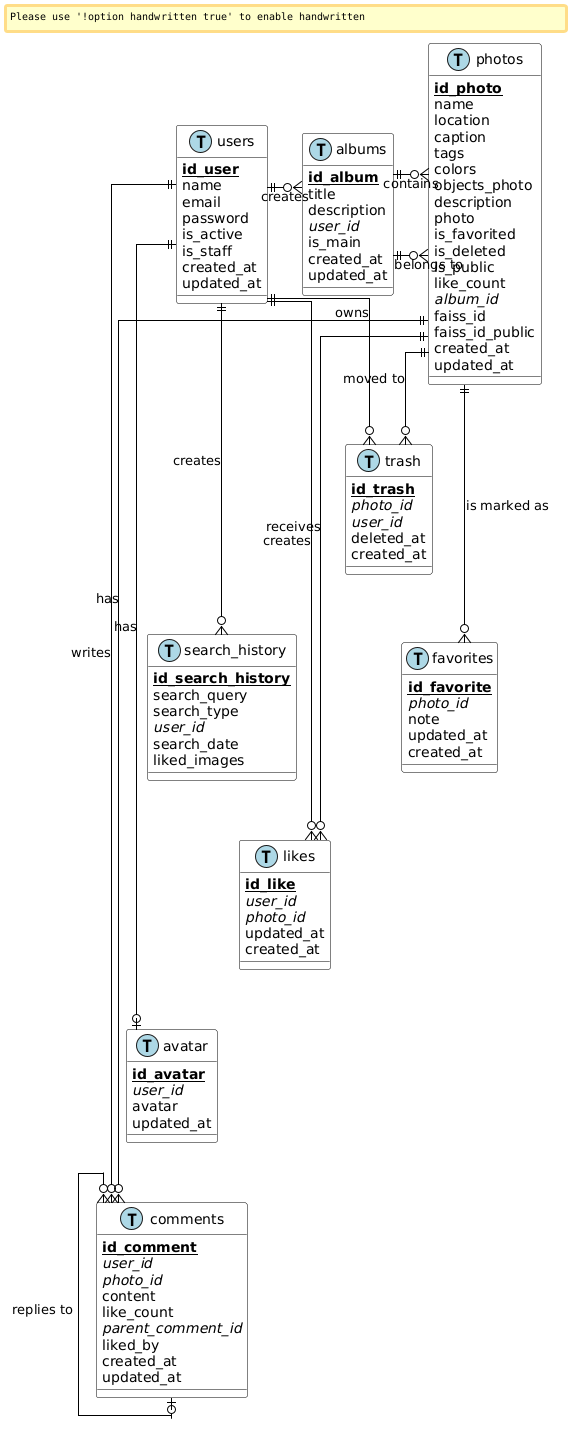 Please use '!option handwritten true' to enable handwritten
T photos
id_photo
name
location
caption
tags
colors
objects_photo
description
photo
is_favorited
is_deleted
is_public
like_count
album_id
faiss_id
faiss_id_public
created_at
updated_at
T users
id_user
name
email
password
is_active
is_staff
created_at
updated_at
T albums
id_album
title
description
user_id
is_main
created_at
updated_at
creates
contains
belongs to
owns
moved to
creates
receives
creates
is marked as
T trash
id_trash
photo_id
user_id
deleted_at
created_at
has
has
writes
T search_history
id_search_history
search_query
search_type
user_id
search_date
liked_images
T favorites
id_favorite
photo_id
note
updated_at
created_at
T likes
id_like
user_id
photo_id
updated_at
created_at
T avatar
id_avatar
user_id
avatar
updated_at
T comments
id_comment
user_id
photo_id
content
like_count
parent_comment_id
liked_by
created_at
updated_at
replies to